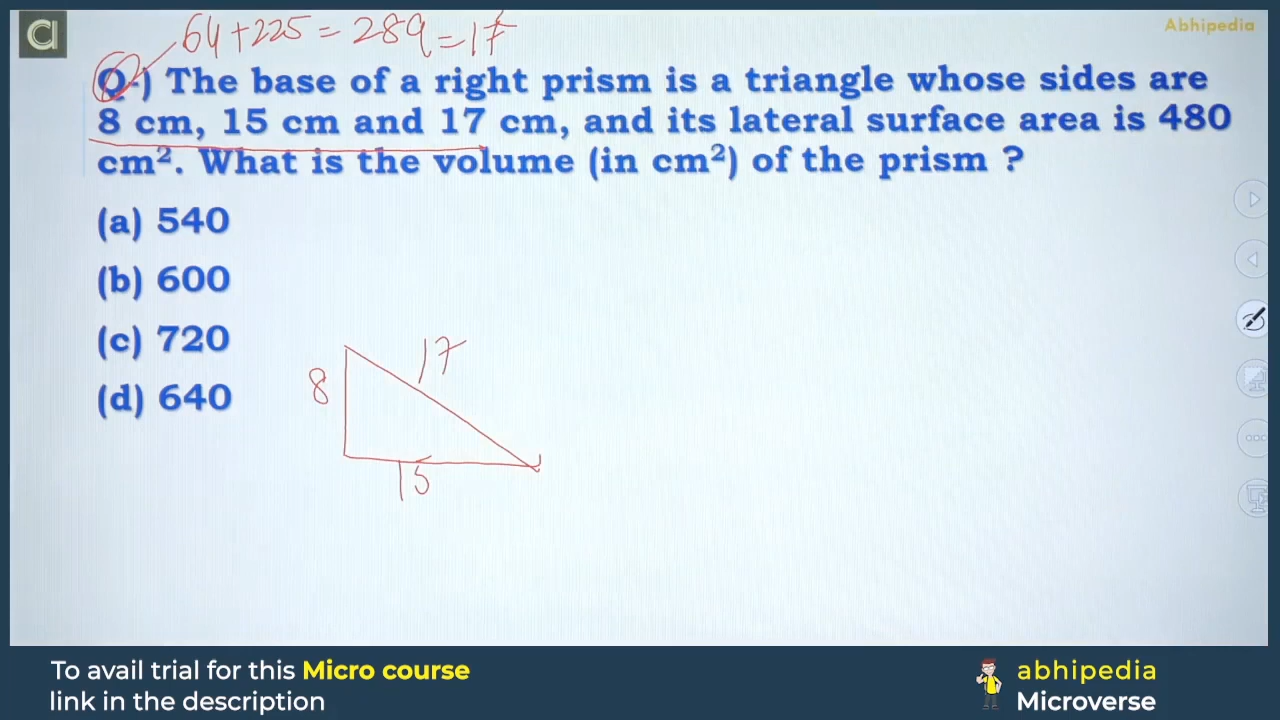 a
64+225=289=17²
Abhipedia
Q-) The base of a right prism is a triangle whose sides are
8 cm, 15 cm and 17 cm, and its lateral surface area is 480
cm². What is the volume (in cm²) of the prism ?
(a) 540
(b) 600
(c) 720
(d) 640
17
8
15
To avail trial for this Micro course
link in the description
abhipedia
Microverse